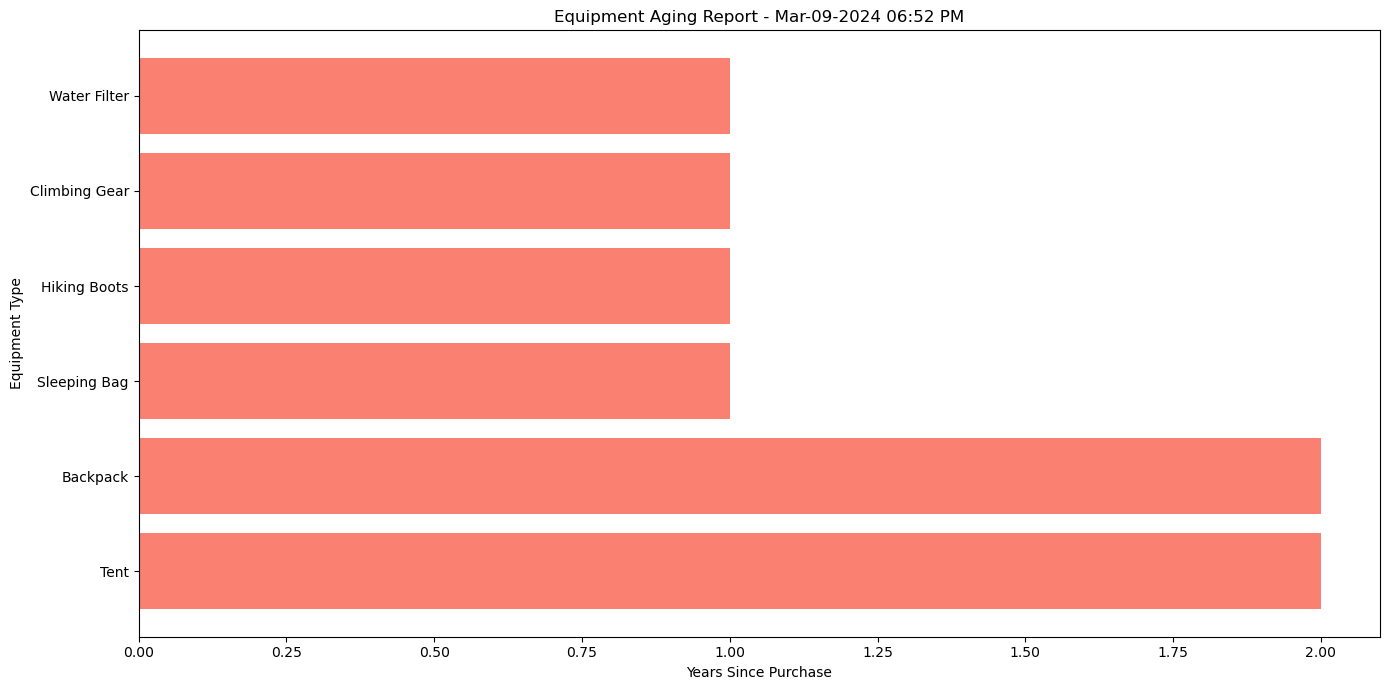 Equipment Aging Report - Mar-09-2024 06:52 PM
Equipment Type
Water Filter
Climbing Gear
Hiking Boots
Sleeping Bag
Backpack
Tent
0.00 0.25 0.50 0.75 1.00 1.25 1.50 1.75 2.00
Years Since Purchase